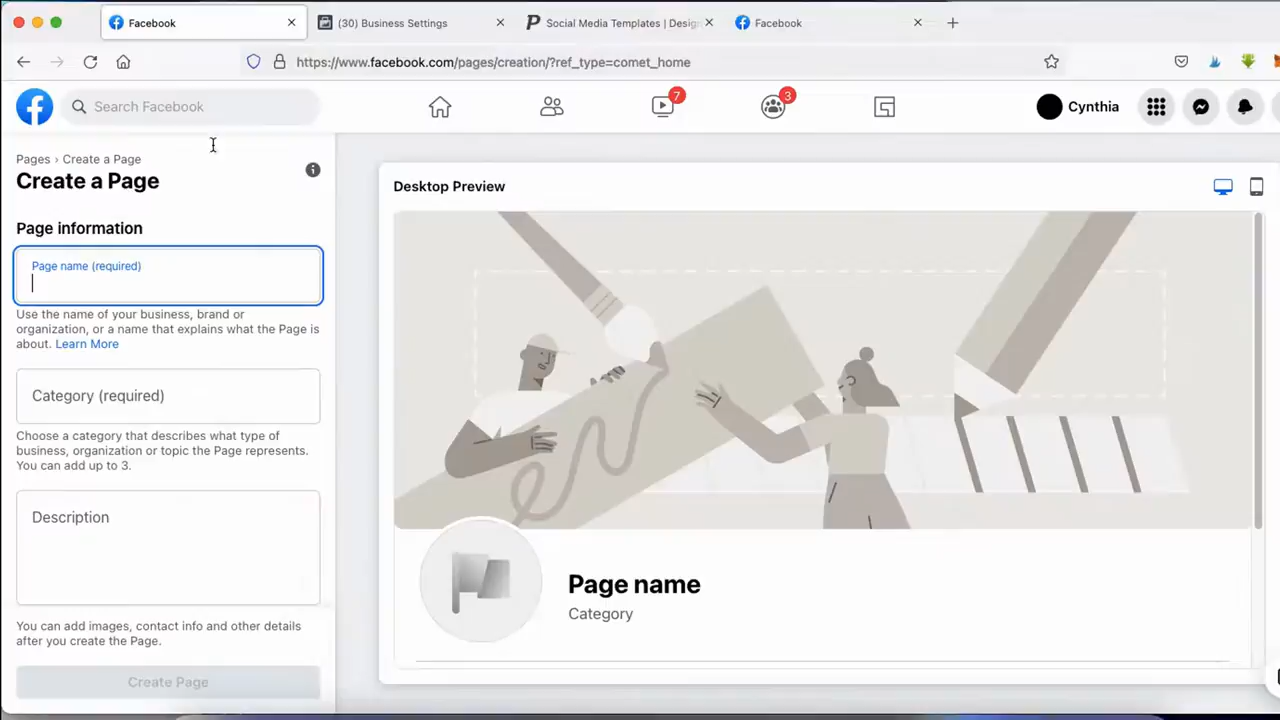 Facebook
(30) Business Settings
Social Media Templates | Design
Facebook
https://www.facebook.com/pages/creation/?ref_type=comet_home
Search Facebook
7
3
Cynthia
Pages › Create a Page
Create a Page
Page information
Page name (required)
Use the name of your business, brand or
organization, or a name that explains what the Page is
about. Learn More
Category (required)
Choose a category that describes what type of
business, organization or topic the Page represents.
You can add up to 3.
Description
You can add images, contact info and other details
after you create the Page.
Create Page
Desktop Preview
Page name
Category